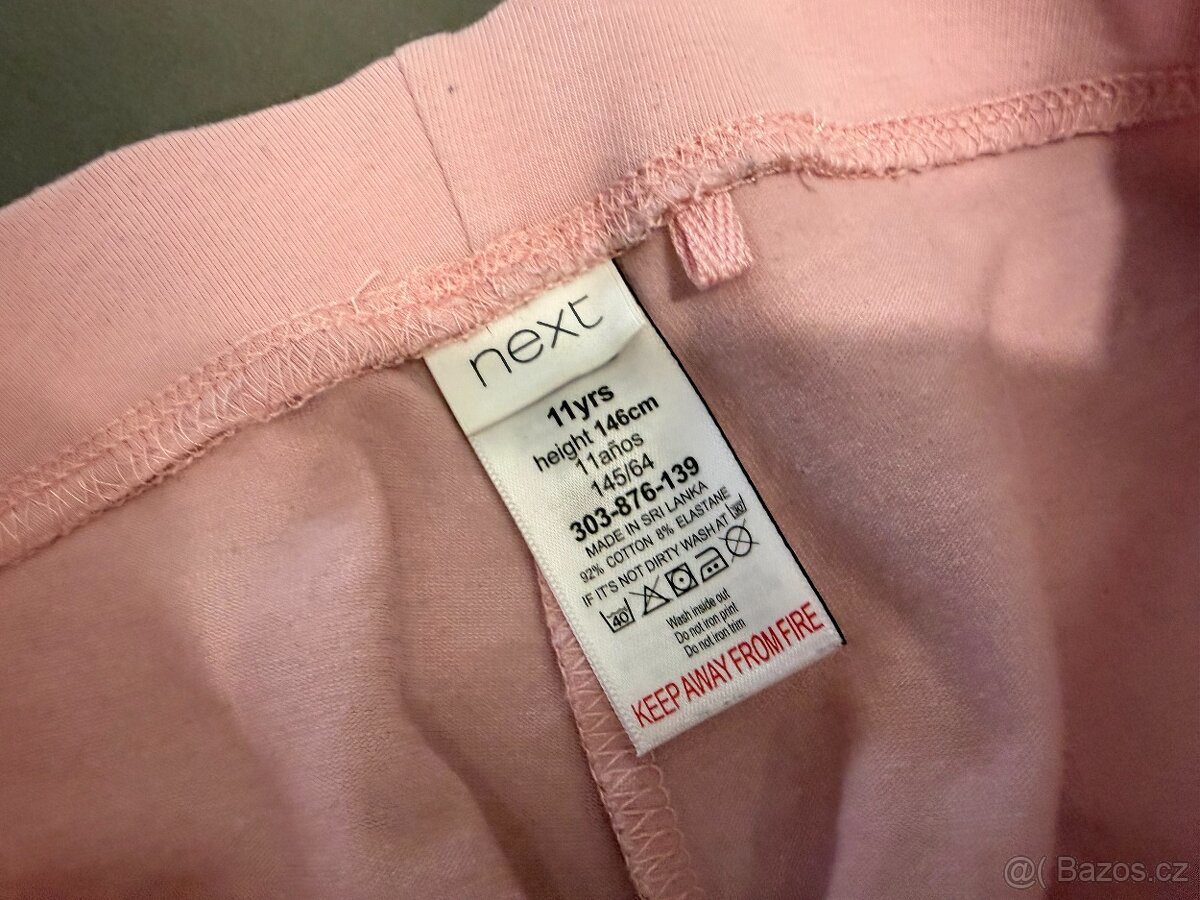 next
11yrs
height 146cm
11años
145/64
303-876-139
MADE IN SRI LANKA
92% COTTON 8% ELASTANE
IF IT'S NOT DIRTY WASH AT 30
40
Wash inside out
Do not iron print
Do not iron trim
KEEP AWAY FROM FIRE
@( Bazos.cz